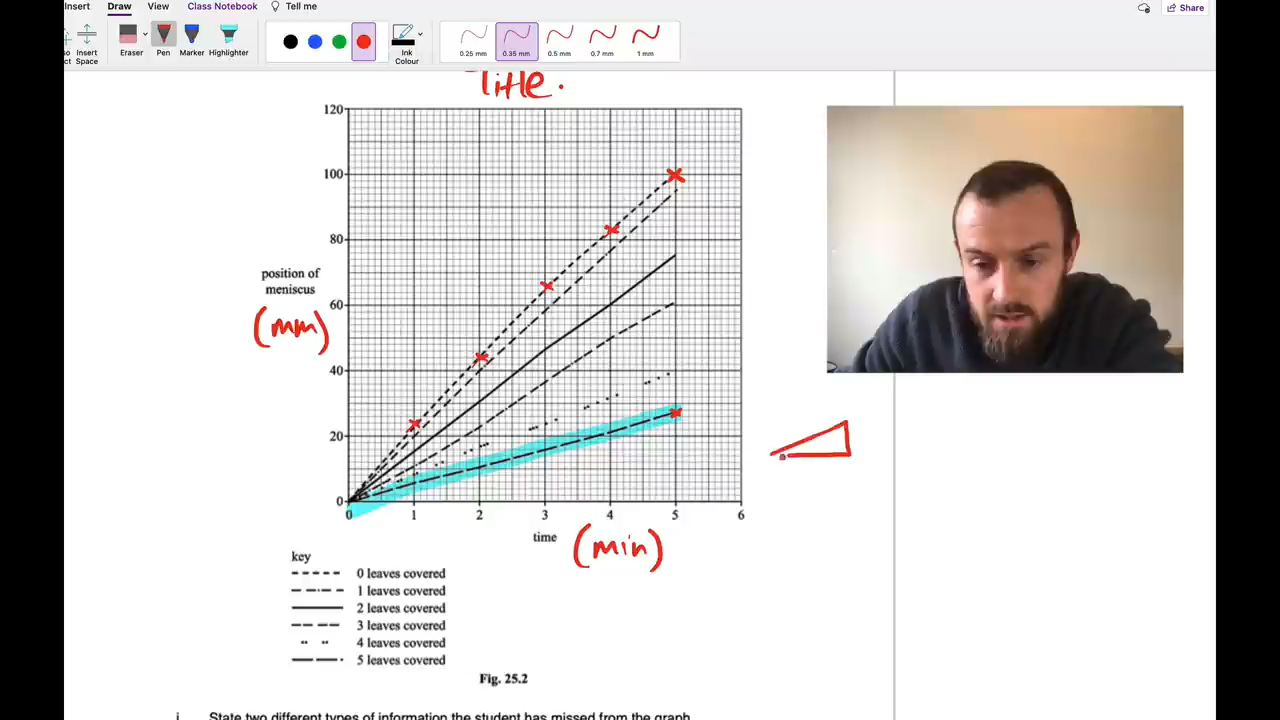 Insert Draw View Class Notebook Tell me Share
Insert Space Eraser Pen Marker Highlighter Ink Colour 0.25 mm 0.35 mm 0.5 mm 0.7 mm 1 mm
Title.
120
100
80
60
40
20
0
position of
meniscus
(mm)
0 1 2 3 4 5 6
time (min)
key
0 leaves covered
1 leaves covered
2 leaves covered
3 leaves covered
4 leaves covered
5 leaves covered
Fig. 25.2
i State two different types of information the student has missed from the graph